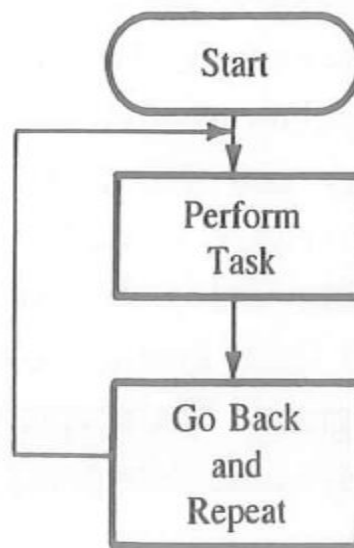 Start
Perform
Task
Go Back
and
Repeat